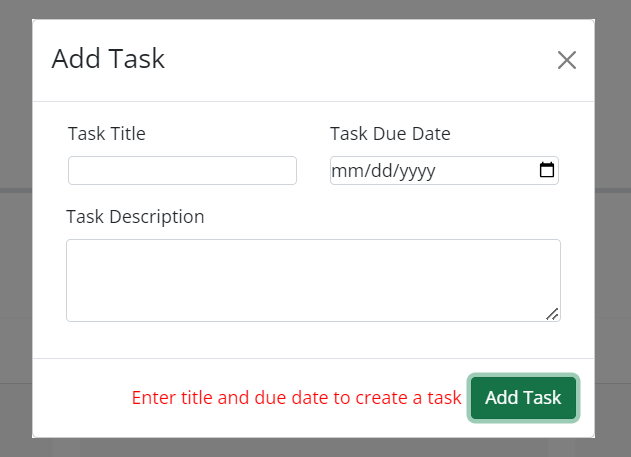 Add Task
Task Title
Task Due Date
mm/dd/yyyy
Task Description
Enter title and due date to create a task
Add Task